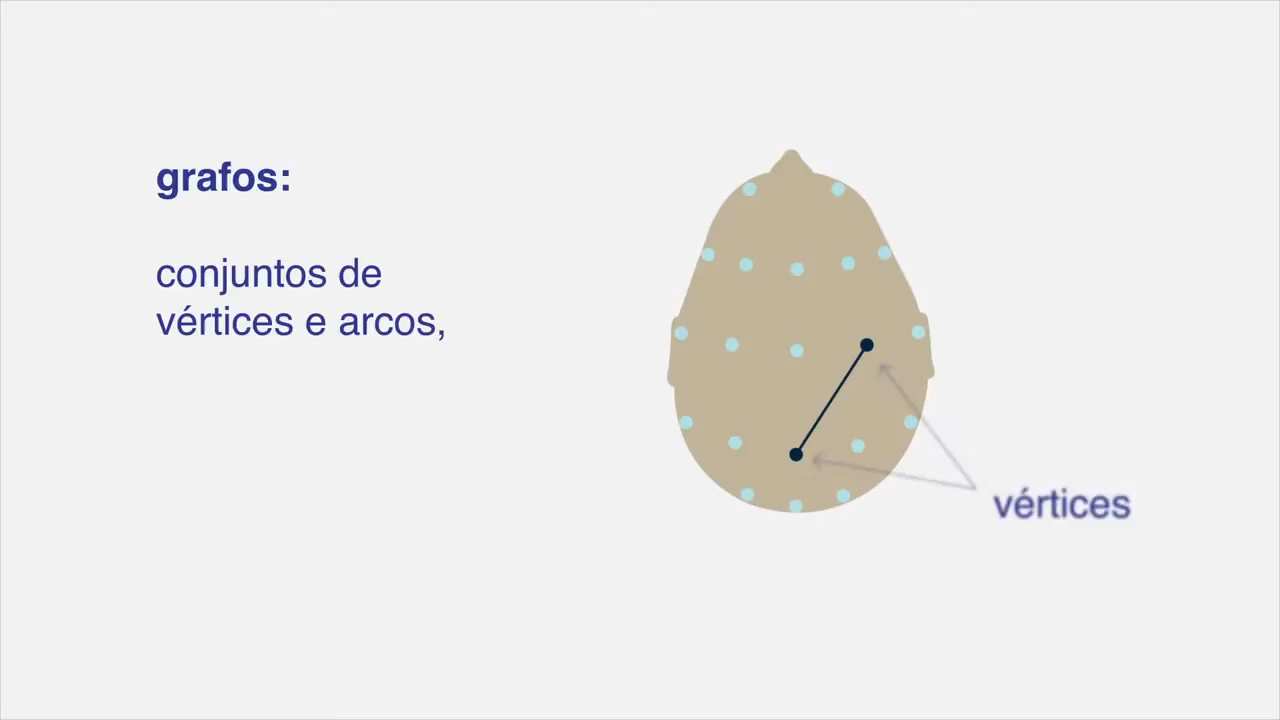 grafos:
conjuntos de
vértices e arcos,
vértices